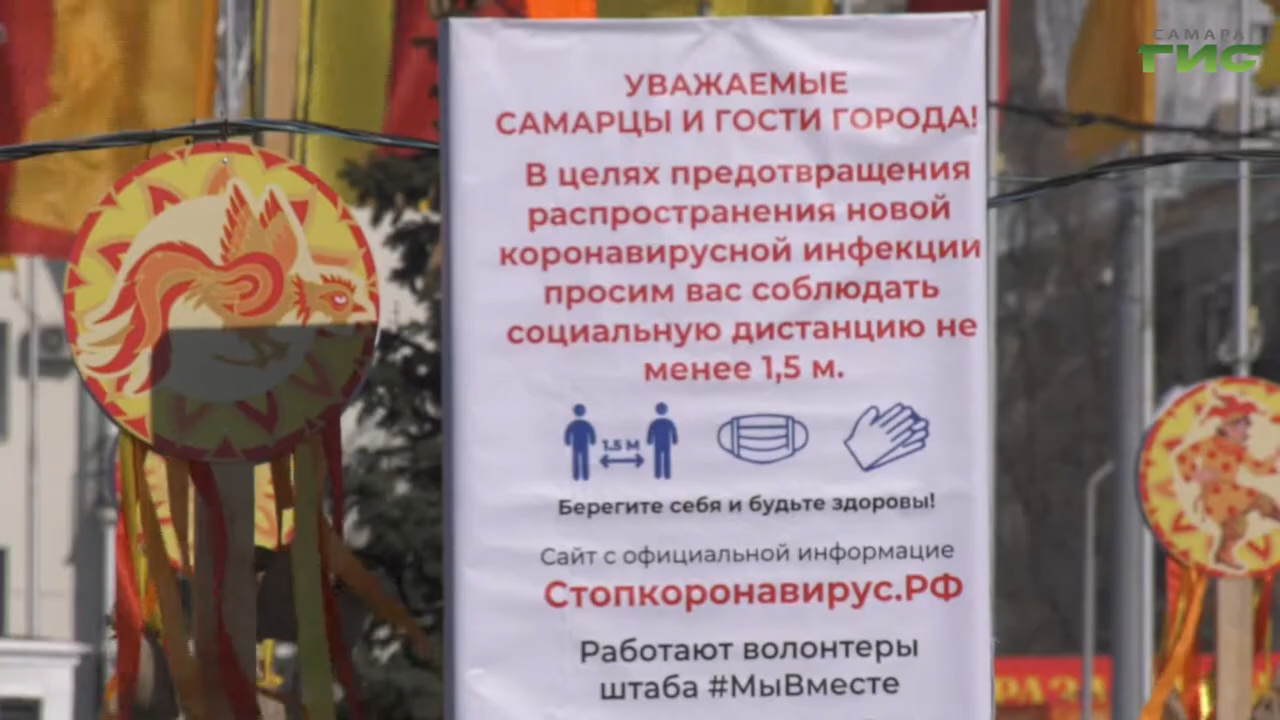 САМАРА
ГИС
УВАЖАЕМЫЕ
САМАРЦЫ И ГОСТИ ГОРОДА!
В целях предотвращения
распространения новой
коронавирусной инфекции
просим вас соблюдать
социальную дистанцию не
менее 1,5 м.
1,5 М
Берегите себя и будьте здоровы!
Сайт с официальной информацие
Стопкоронавирус.РФ
Работают волонтеры
штаба #МыВместе